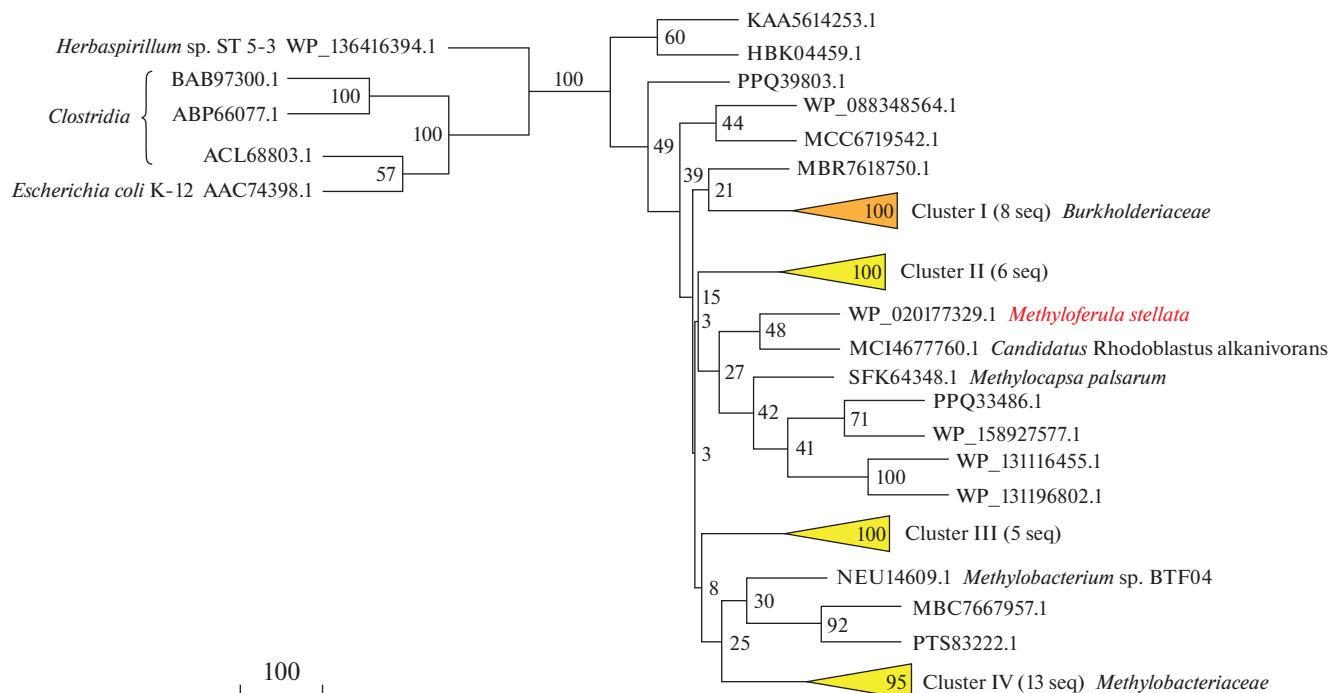 KAA5614253.1
60
HBK04459.1
Herbaspirillum sp. ST 5-3 WP_136416394.1
100
BAB97300.1
100
ABP66077.1
Clostridia
100
ACL68803.1
57
Escherichia coli K-12 AAC74398.1
PPQ39803.1
49
WP_088348564.1
44
MCC6719542.1
39
MBR7618750.1
21
100 Cluster I (8 seq) Burkholderiaceae
100 Cluster II (6 seq)
15
3
WP_020177329.1 Methyloferula stellata
48
MCI4677760.1 Candidatus Rhodoblastus alkanivorans
27
SFK64348.1 Methylocapsa palsarum
42
PPQ33486.1
71
WP_158927577.1
41
WP_131116455.1
100
WP_131196802.1
3
100 Cluster III (5 seq)
8
NEU14609.1 Methylobacterium sp. BTF04
30
MBC7667957.1
92
PTS83222.1
25
95 Cluster IV (13 seq) Methylobacteriaceae
100